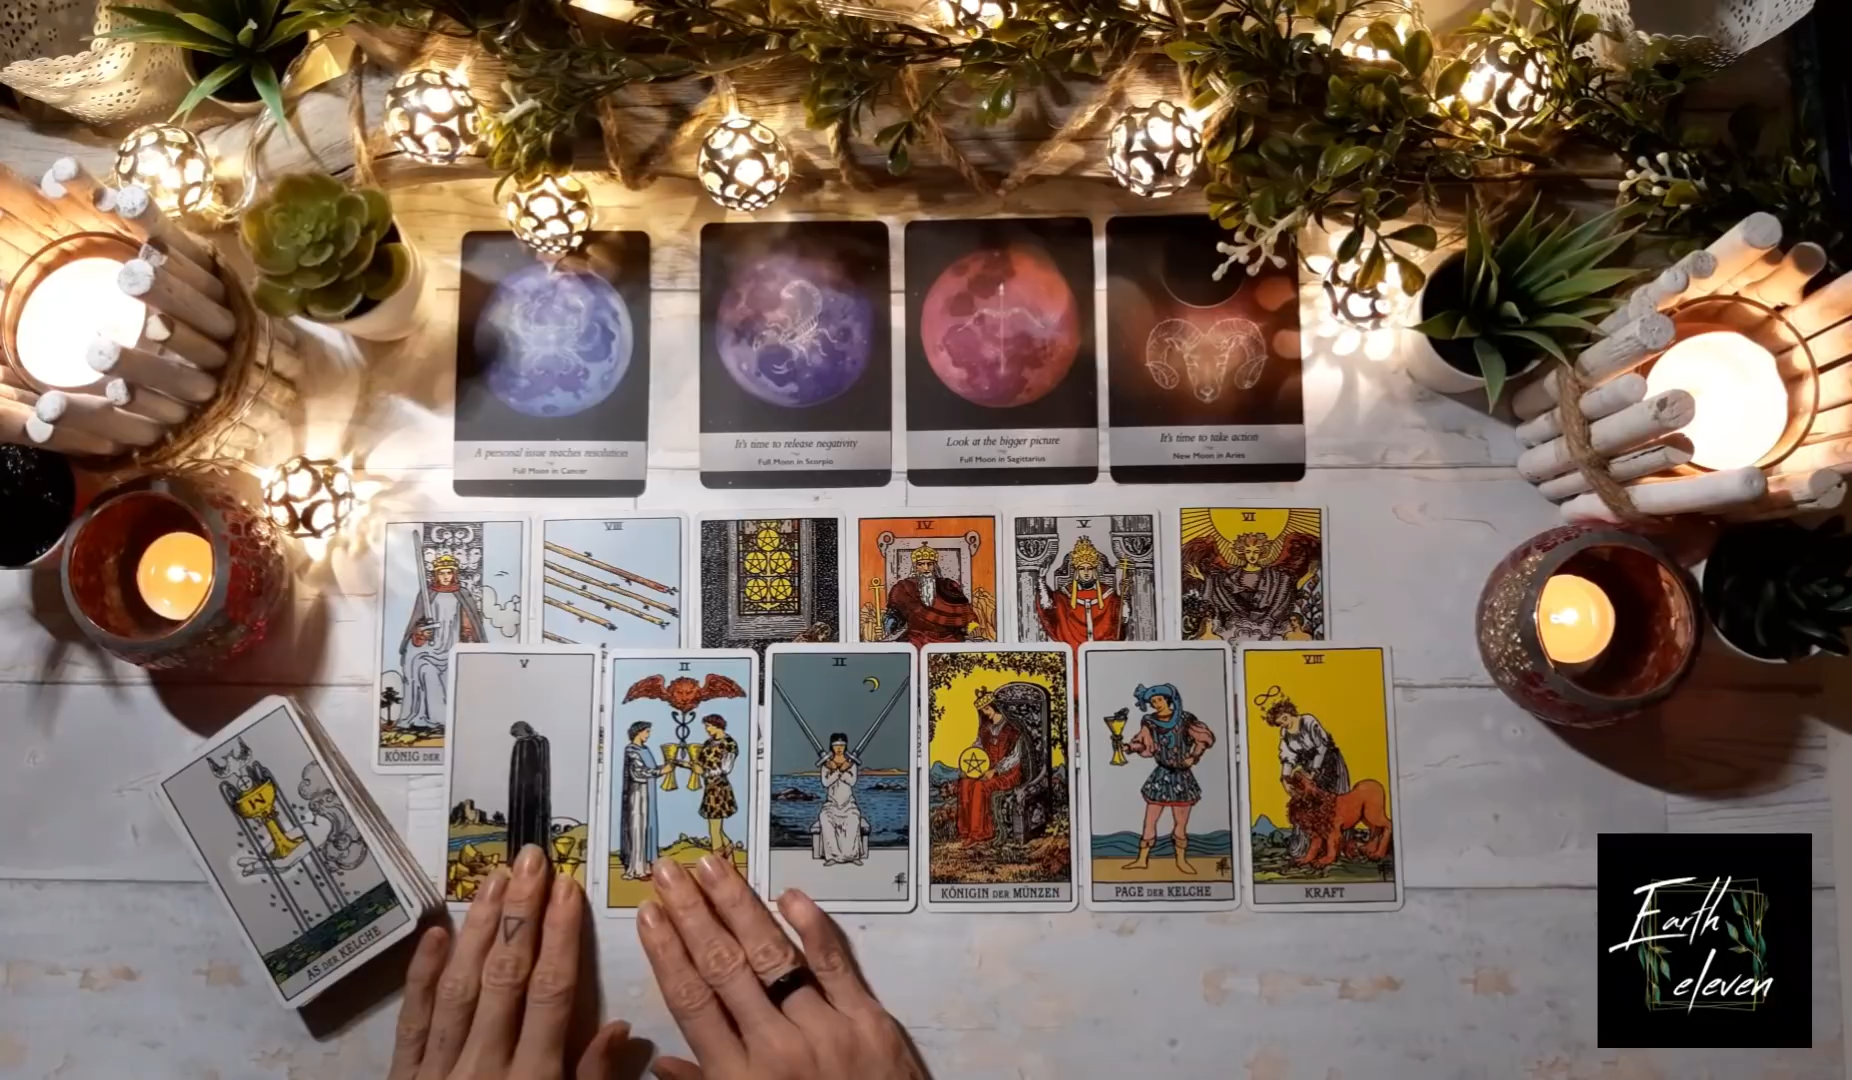 A personal issue reaches resolution
Full Moon in Cancer
It's time to release negativity
Full Moon in Scorpio
Look at the bigger picture
Full Moon in Sagittarius
It's time to take action
New Moon in Aries
VIII
IV
V
VI
KÖNIG DER
V
II
II
VIII
KÖNIGIN DER MÜNZEN
PAGE DER KELCHE
KRAFT
AS DER KELCHE
Earth
eleven